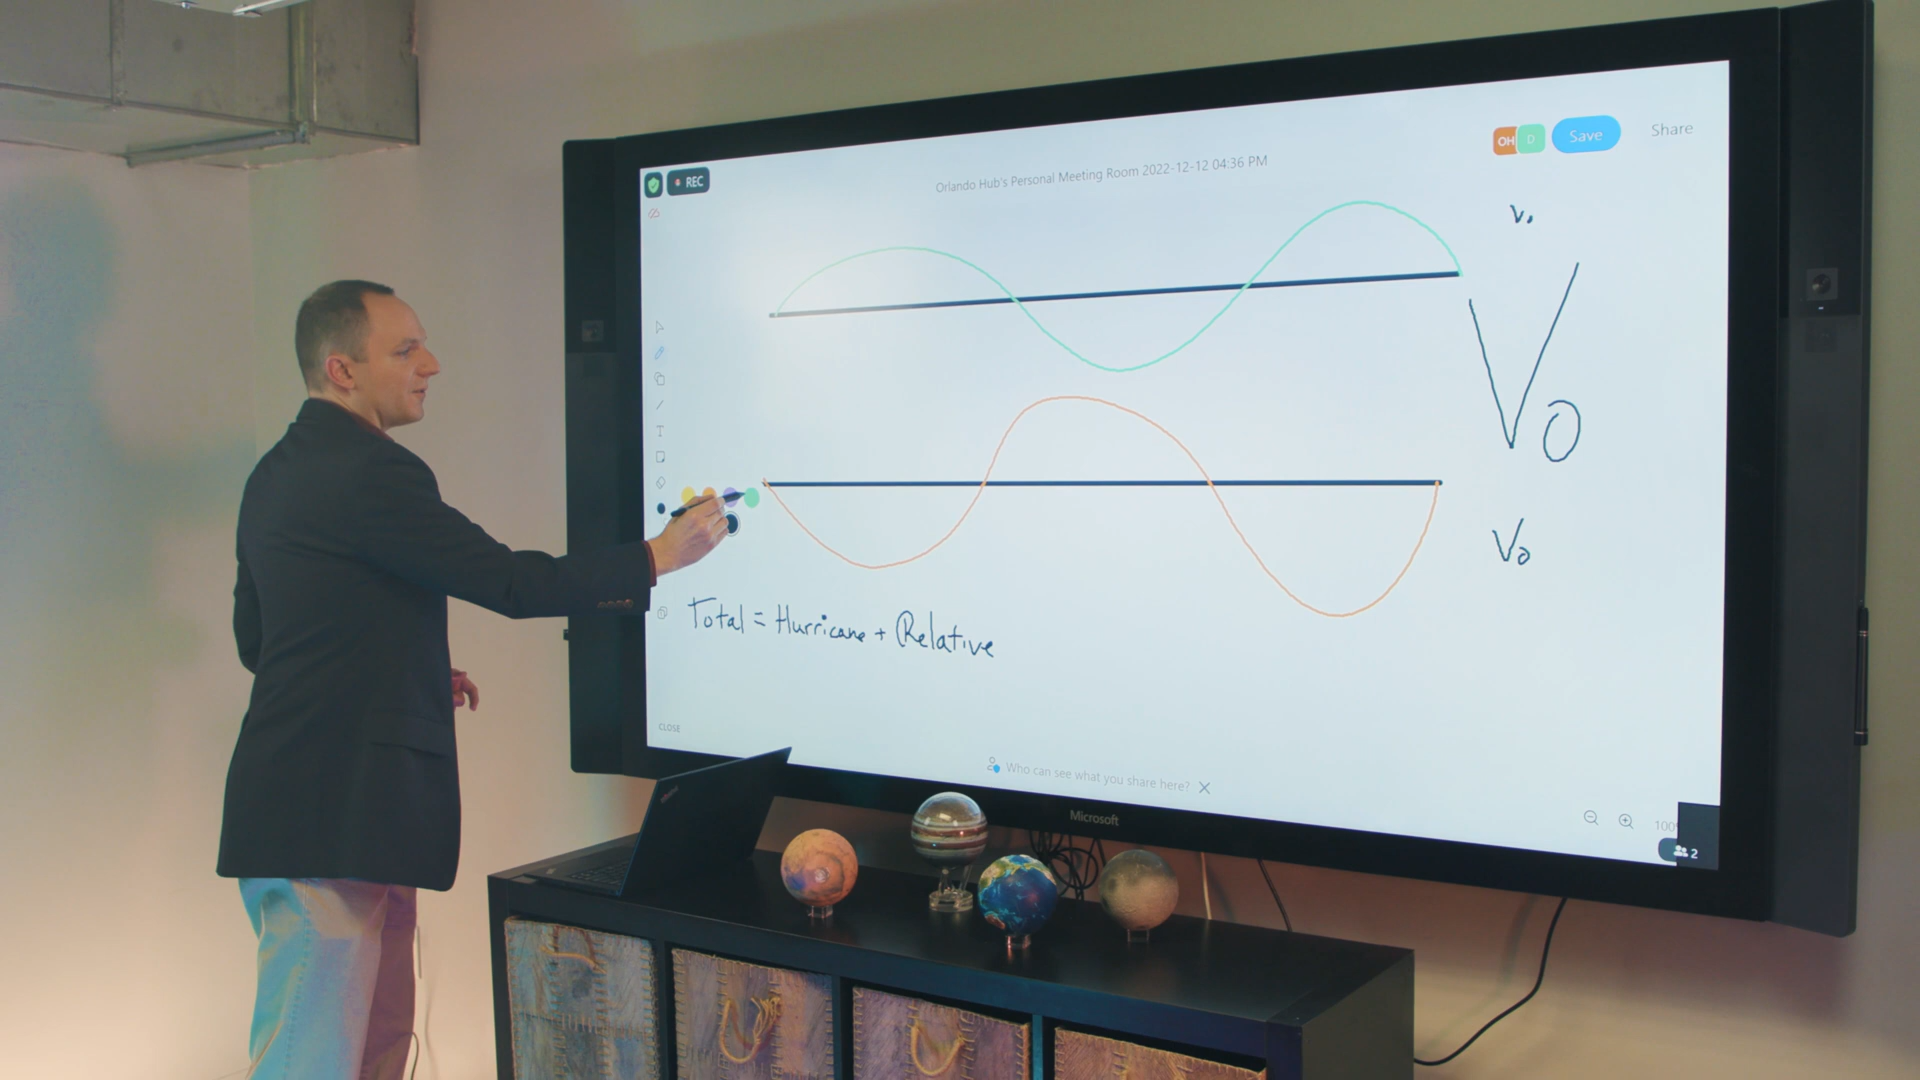 REC
Orlando Hub's Personal Meeting Room 2022-12-12 04:36 PM
OH D Save Share
V.
V0
V0
T
Total = Hurricane + Relative
CLOSE
Who can see what you share here?
Microsoft
2